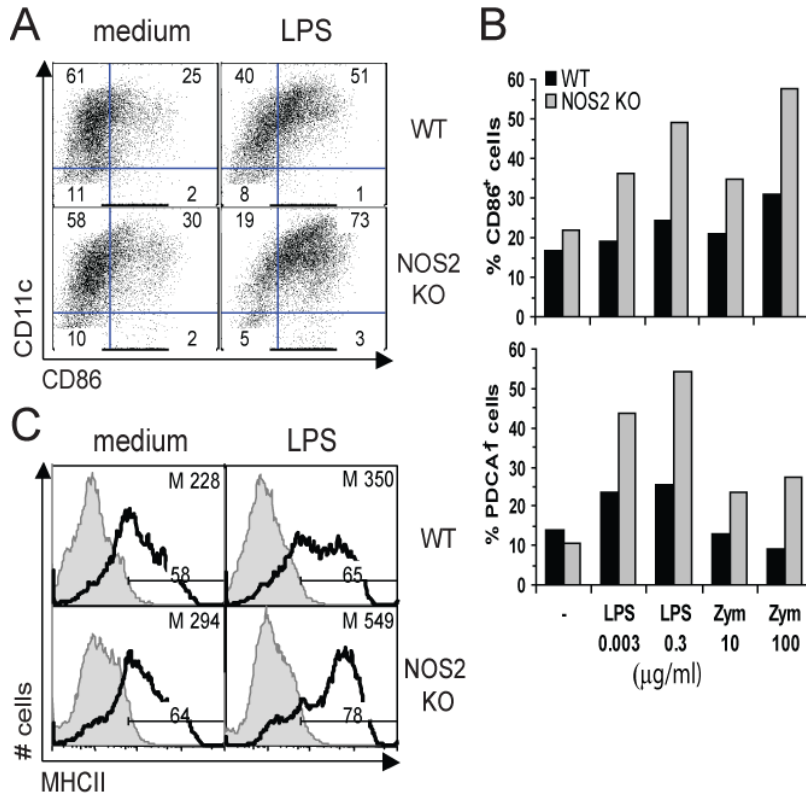 A
medium LPS
61 25 40 51
WT
11 2 8 1
58 30 19 73
NOS2
KO
10 2 5 3
CD11c
CD86
B
60
50
40
30
20
10
0
% CD86+ cells
WT
NOS2 KO
60
50
40
30
20
10
0
% PDCA1+ cells
- LPS LPS Zym Zym
0.003 0.3 10 100
(µg/ml)
C
medium LPS
M 228 M 350
WT
58 65
M 294 M 549
NOS2
KO
64 78
# cells
MHCII